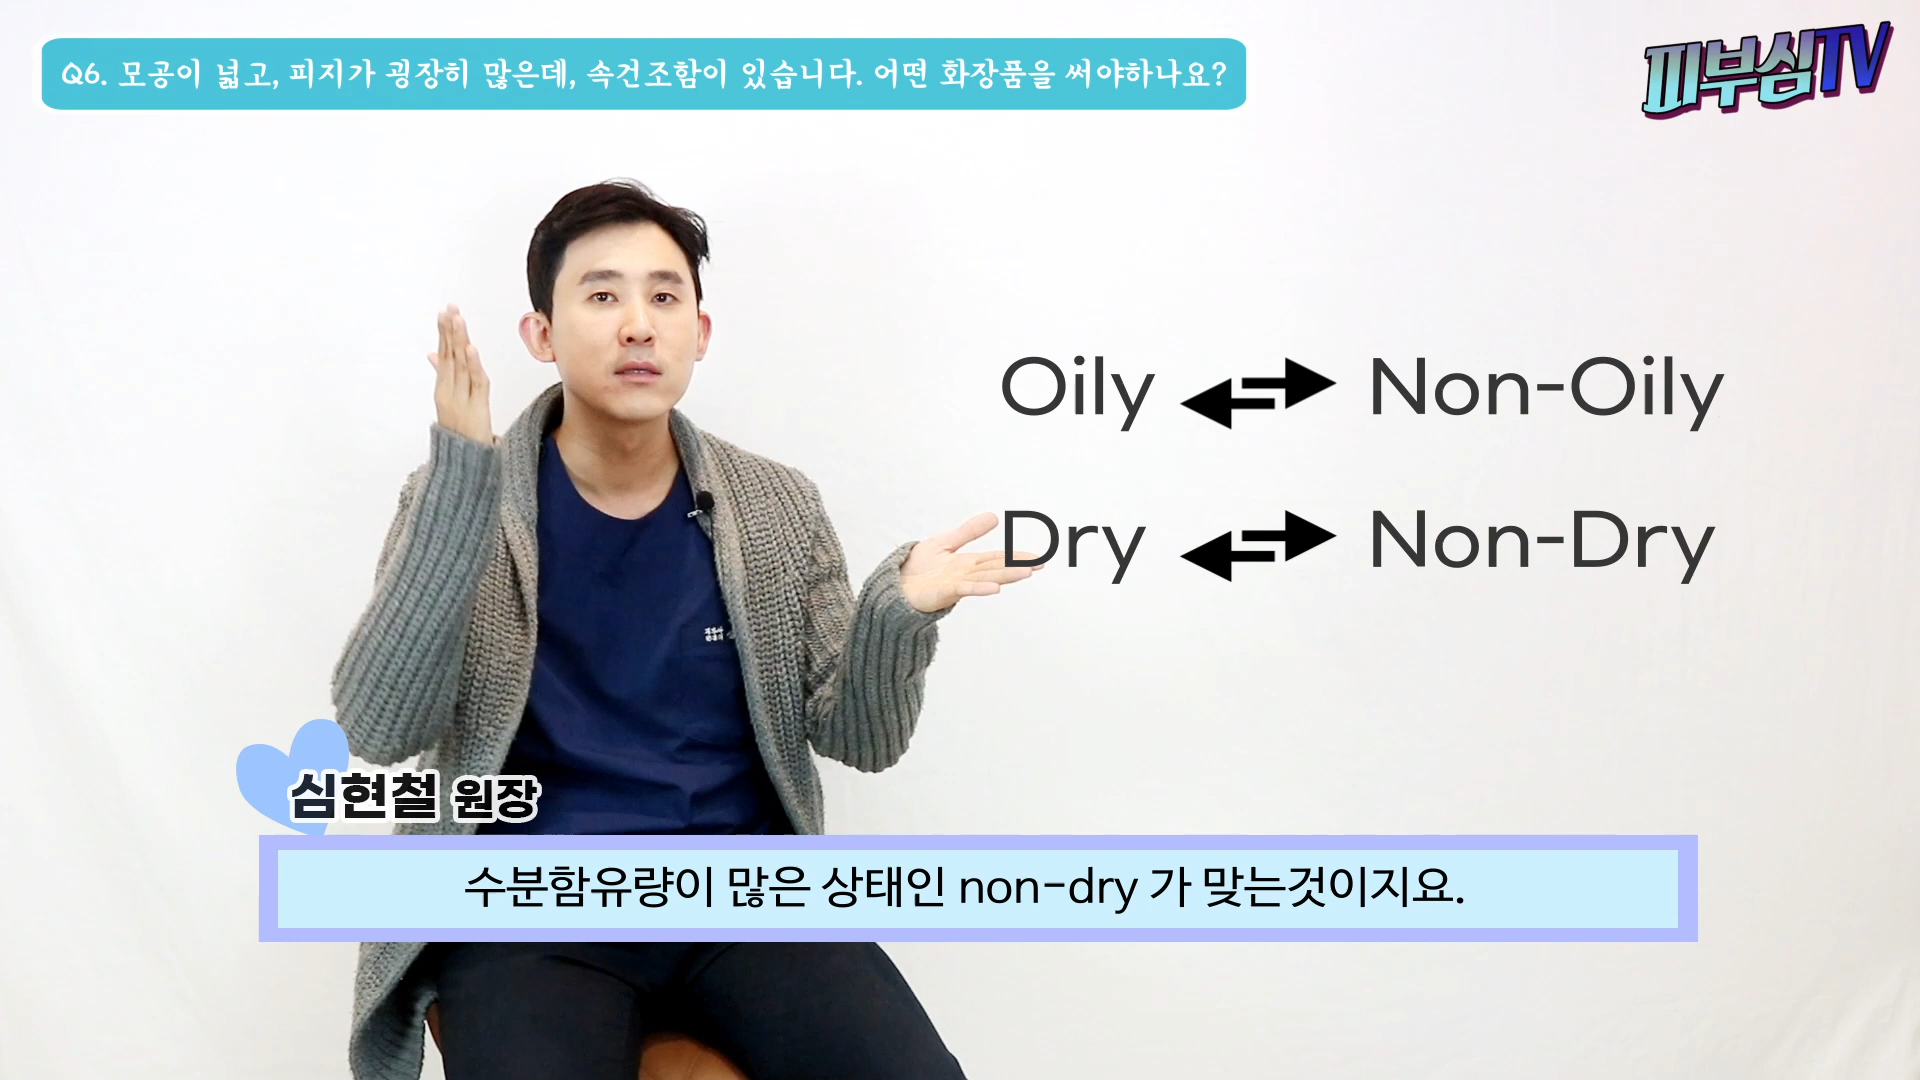 Q6. 모공이 넓고, 피지가 굉장히 많은데, 속건조함이 있습니다. 어떤 화장품을 써야하나요?
피부심TV
Oily Non-Oily
Dry Non-Dry
심현철 원장
수분함유량이 많은 상태인 non-dry 가 맞는것이지요.